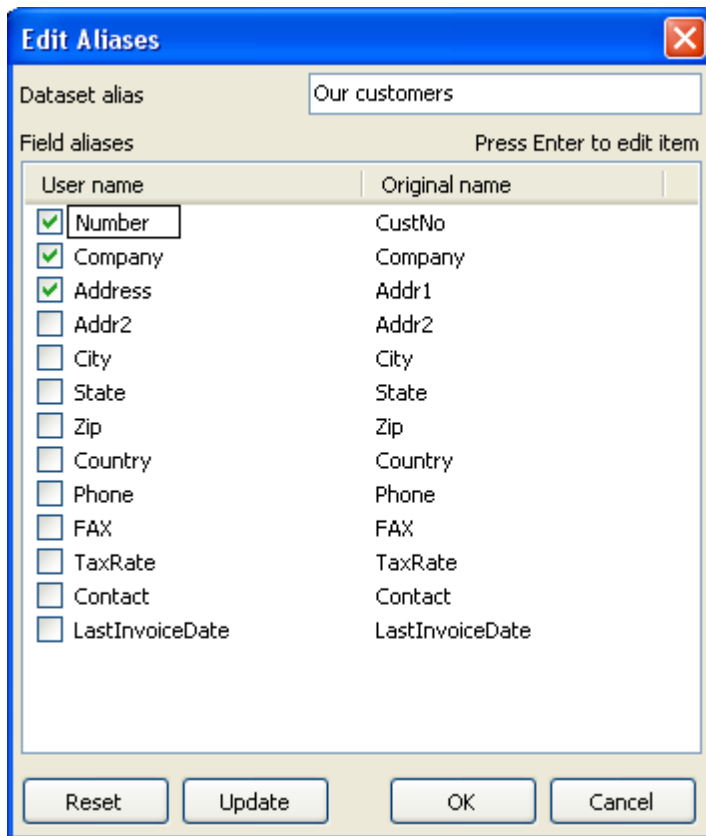 Edit Aliases
Dataset alias Our customers
Field aliases Press Enter to edit item
User name Original name
Number CustNo
Company Company
Address Addr1
Addr2 Addr2
City City
State State
Zip Zip
Country Country
Phone Phone
FAX FAX
TaxRate TaxRate
Contact Contact
LastInvoiceDate LastInvoiceDate
Reset Update OK Cancel